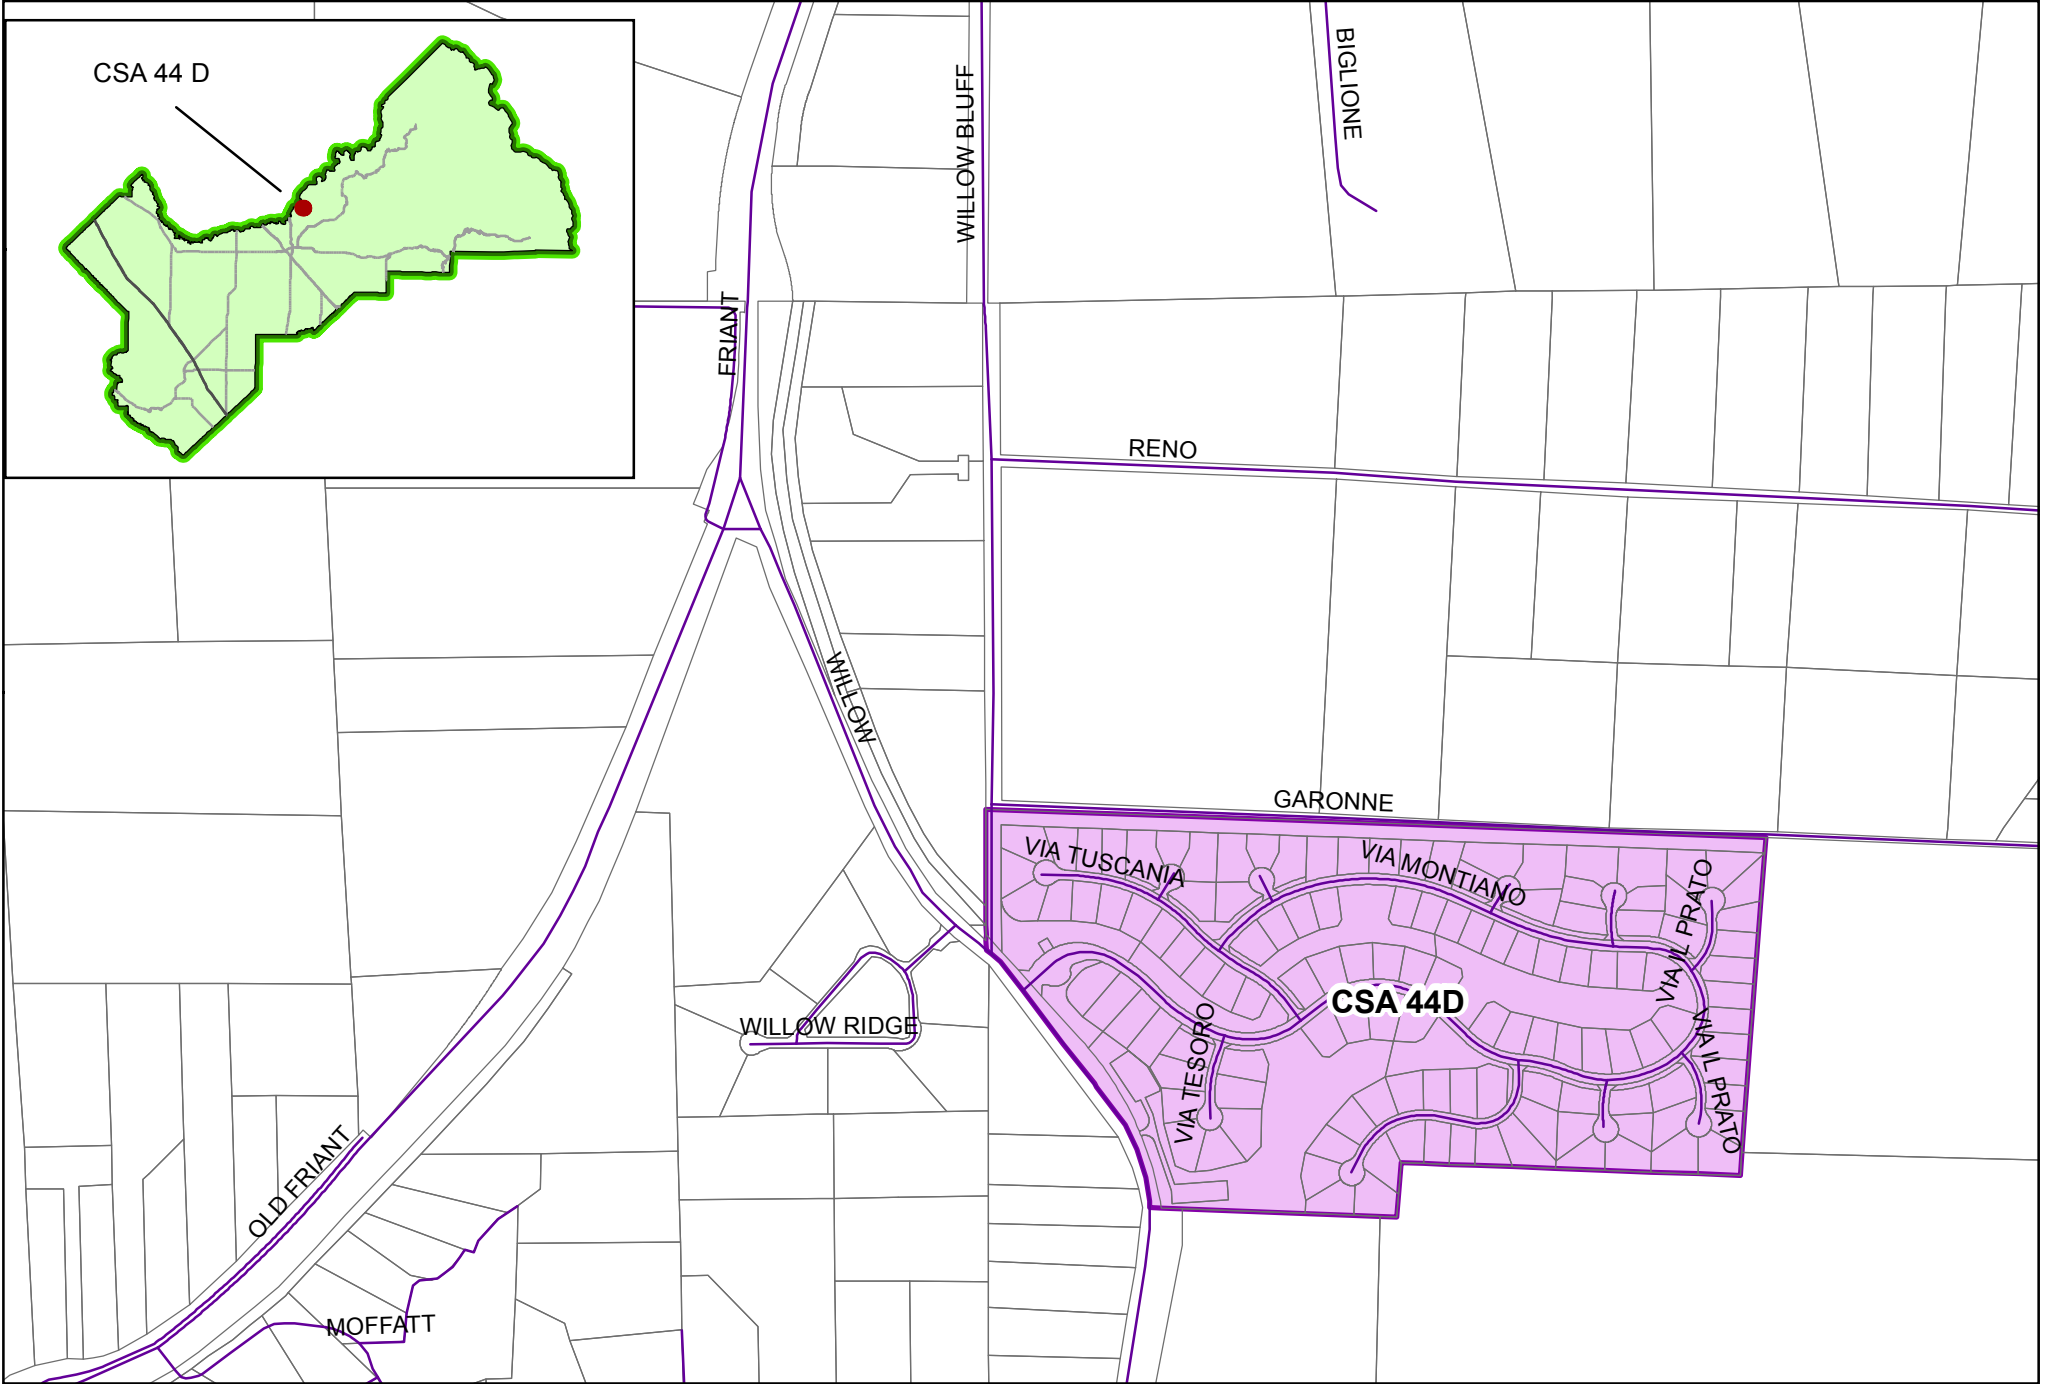 CSA 44 D
BIGLIONE
WILLOW BLUFF
FRIANT
RENO
WILLOW
GARONNE
VIA TUSCANIA
VIA MONTIANO
VIA IL PRATO
CSA 44D
WILLOW RIDGE
VIA TESORO
VIA IL PRATO
OLD FRIANT
MOFFATT